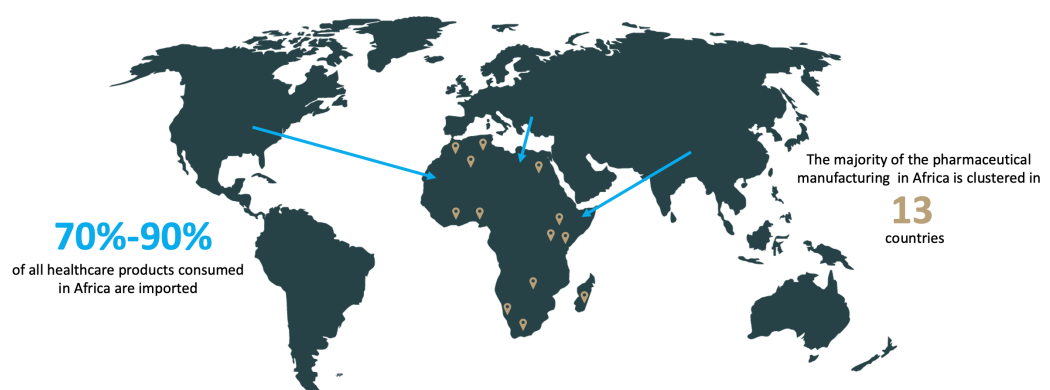 70%-90%
of all healthcare products consumed
in Africa are imported
The majority of the pharmaceutical
manufacturing in Africa is clustered in
13
countries